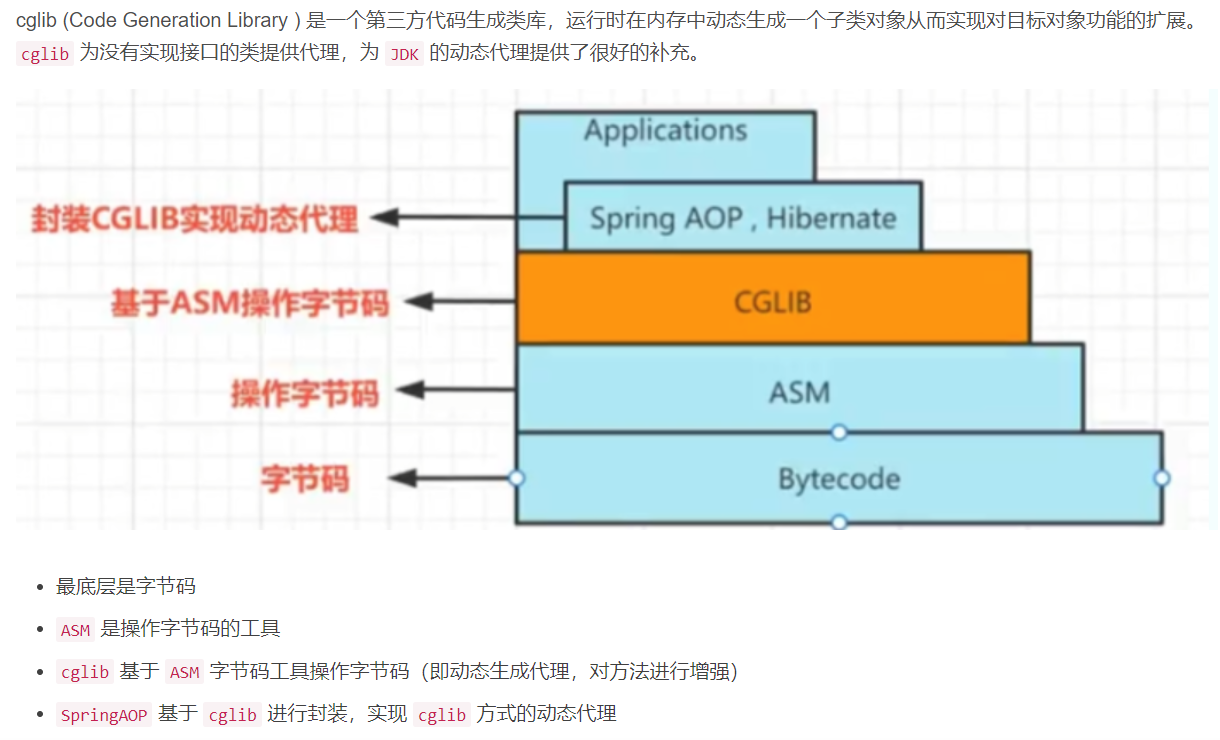 cglib (Code Generation Library ) 是一个第三方代码生成类库，运行时在内存中动态生成一个子类对象从而实现对目标对象功能的扩展。
cglib 为没有实现接口的类提供代理，为 JDK 的动态代理提供了很好的补充。
Applications
封装CGLIB实现动态代理
Spring AOP , Hibernate
基于ASM操作字节码
CGLIB
操作字节码
ASM
字节码
Bytecode
最底层是字节码
ASM 是操作字节码的工具
cglib 基于 ASM 字节码工具操作字节码（即动态生成代理，对方法进行增强）
SpringAOP 基于 cglib 进行封装，实现 cglib 方式的动态代理